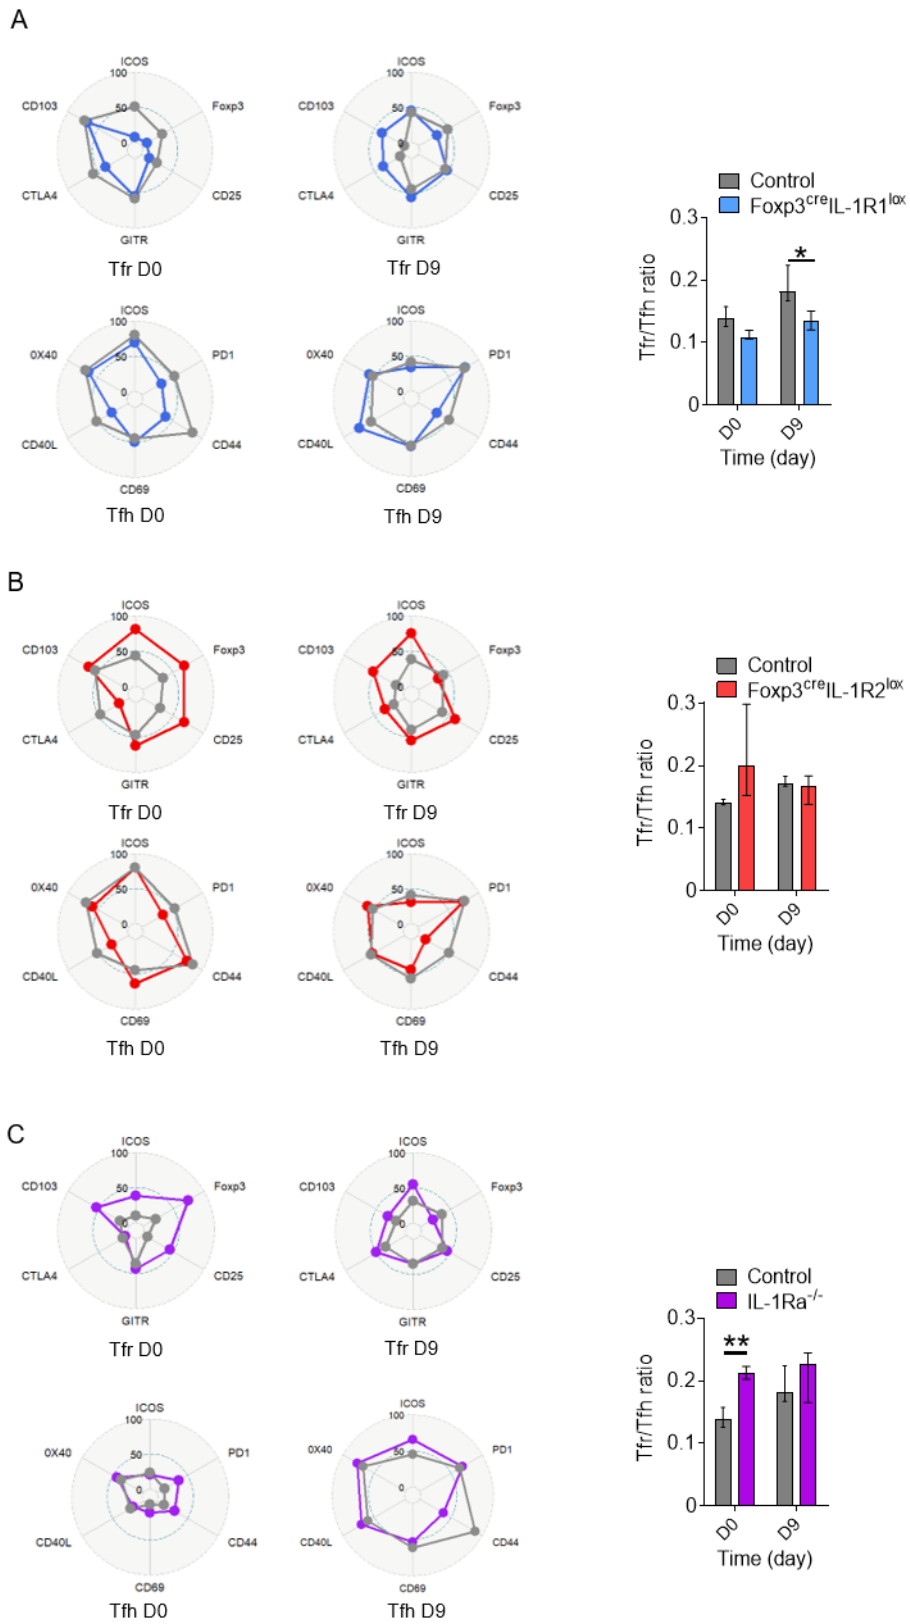 A
ICOS
100
50
0
CD103
Foxp3
CTLA4
CD25
GITR
Tfr D0
ICOS
100
50
0
CD103
Foxp3
CTLA4
CD25
GITR
Tfr D9
ICOS
100
50
0
0X40
PD1
CD40L
CD44
CD69
Tfh D0
ICOS
100
50
0
0X40
PD1
CD40L
CD44
CD69
Tfh D9
Control
Foxp3creIL-1R1lox
0.3
0.2
0.1
0
Tfr/Tfh ratio
*
D0
D9
Time (day)
B
ICOS
100
50
0
CD103
Foxp3
CTLA4
CD25
GITR
Tfr D0
ICOS
100
50
0
CD103
Foxp3
CTLA4
CD25
GITR
Tfr D9
ICOS
100
50
0
0X40
PD1
CD40L
CD44
CD69
Tfh D0
ICOS
100
50
0
0X40
PD1
CD40L
CD44
CD69
Tfh D9
Control
Foxp3creIL-1R2lox
0.3
0.2
0.1
0
Tfr/Tfh ratio
D0
D9
Time (day)
C
ICOS
100
50
0
CD103
Foxp3
CTLA4
CD25
GITR
Tfr D0
ICOS
100
50
0
CD103
Foxp3
CTLA4
CD25
GITR
Tfr D9
ICOS
100
50
0
0X40
PD1
CD40L
CD44
CD69
Tfh D0
ICOS
100
50
0
0X40
PD1
CD40L
CD44
CD69
Tfh D9
Control
IL-1Ra-/-
0.3
0.2
0.1
0
Tfr/Tfh ratio
**
D0
D9
Time (day)